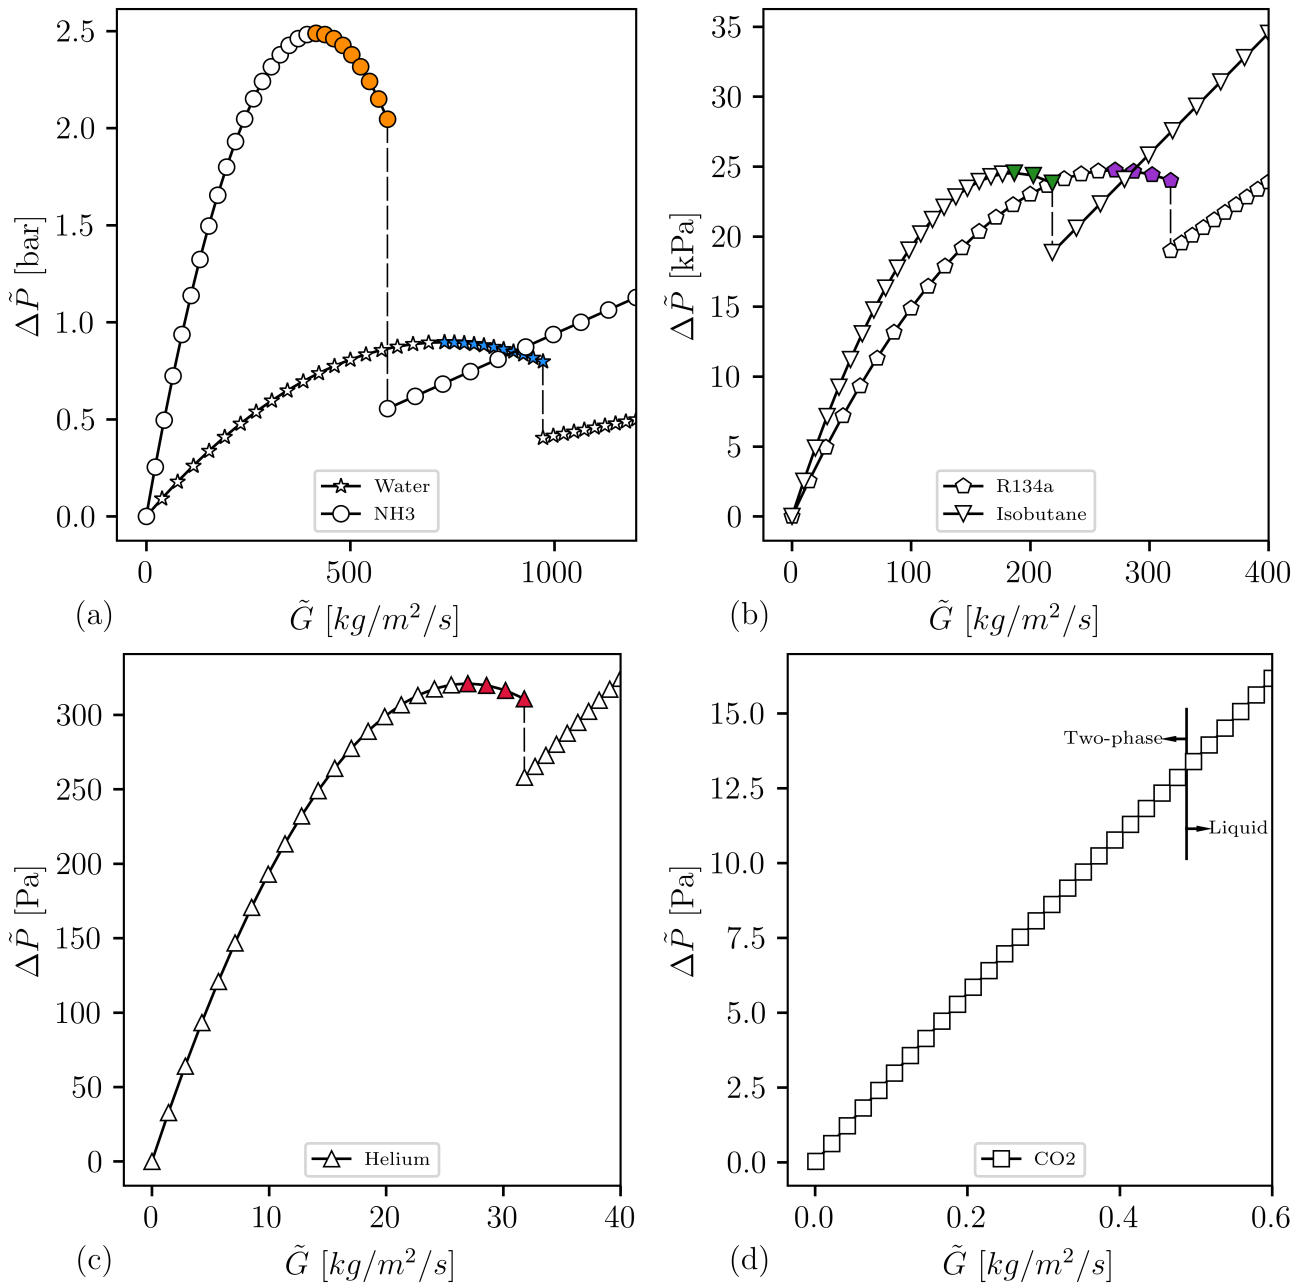 2.5
2.0
1.5
1.0
0.5
0.0
ΔP̃ [bar]
Water
NH3
0 500 1000
(a) G̃ [kg/m²/s]
35
30
25
20
15
10
5
0
ΔP̃ [kPa]
R134a
Isobutane
0 100 200 300 400
(b) G̃ [kg/m²/s]
300
250
200
150
100
50
0
ΔP̃ [Pa]
Helium
0 10 20 30 40
(c) G̃ [kg/m²/s]
15.0
12.5
10.0
7.5
5.0
2.5
0.0
ΔP̃ [Pa]
Two-phase
Liquid
CO2
0.0 0.2 0.4 0.6
(d) G̃ [kg/m²/s]